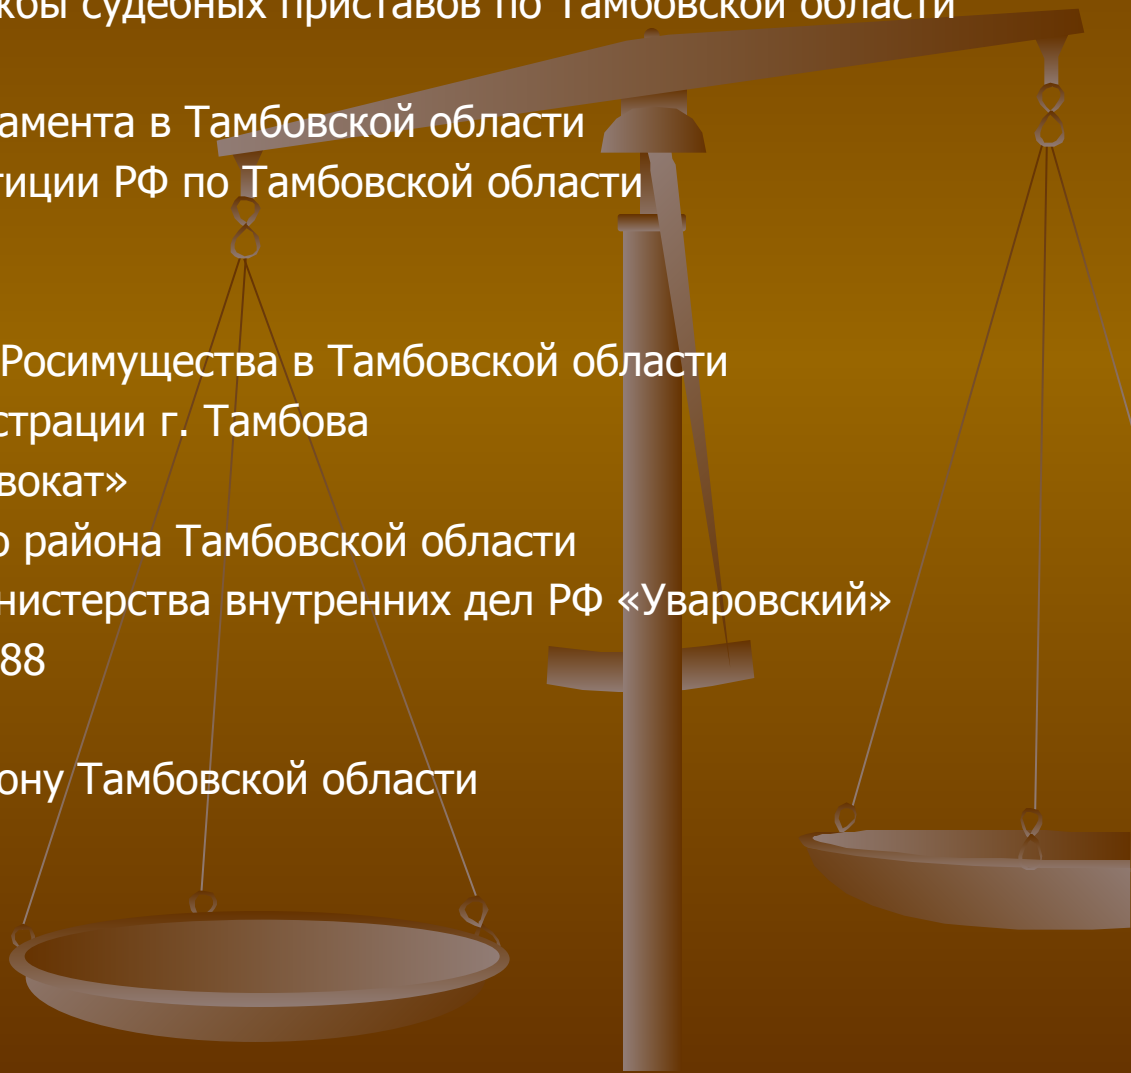 жбы судебных приставов по Тамбовской области
амента в Тамбовской области
тиции РФ по Тамбовской области
Росимущества в Тамбовской области
страции г. Тамбова
вокат»
о района Тамбовской области
нистерства внутренних дел РФ «Уваровский»
88
ону Тамбовской области